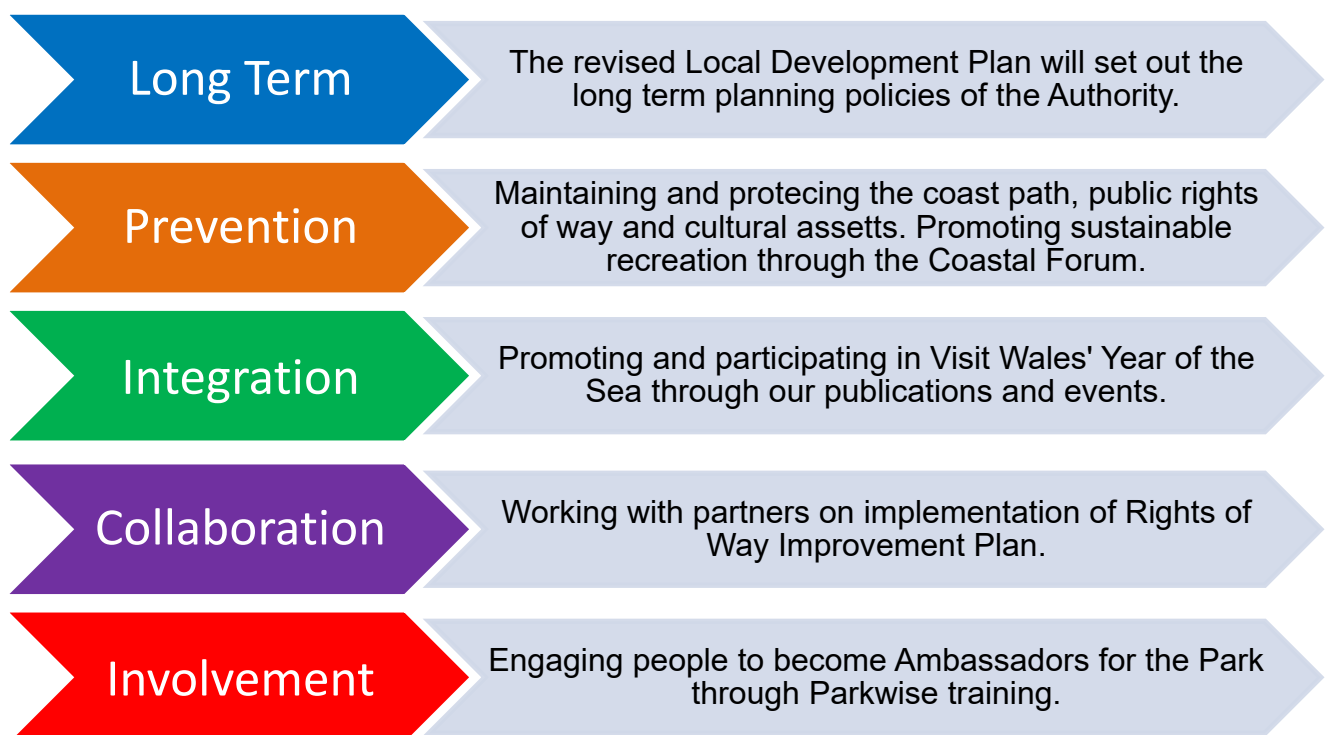 Long Term
The revised Local Development Plan will set out the
long term planning policies of the Authority.
Prevention
Maintaining and protecing the coast path, public rights
of way and cultural assetts. Promoting sustainable
recreation through the Coastal Forum.
Integration
Promoting and participating in Visit Wales' Year of the
Sea through our publications and events.
Collaboration
Working with partners on implementation of Rights of
Way Improvement Plan.
Involvement
Engaging people to become Ambassadors for the Park
through Parkwise training.